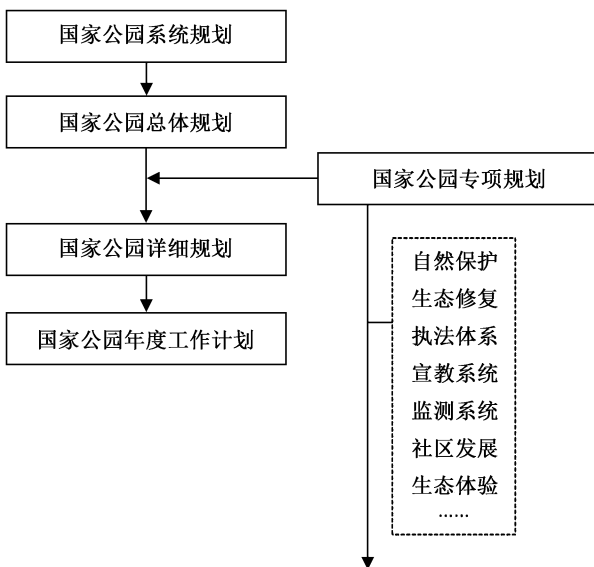 国家公园系统规划
国家公园总体规划
国家公园专项规划
国家公园详细规划
国家公园年度工作计划
自然保护
生态修复
执法体系
宣教系统
监测系统
社区发展
生态体验
……